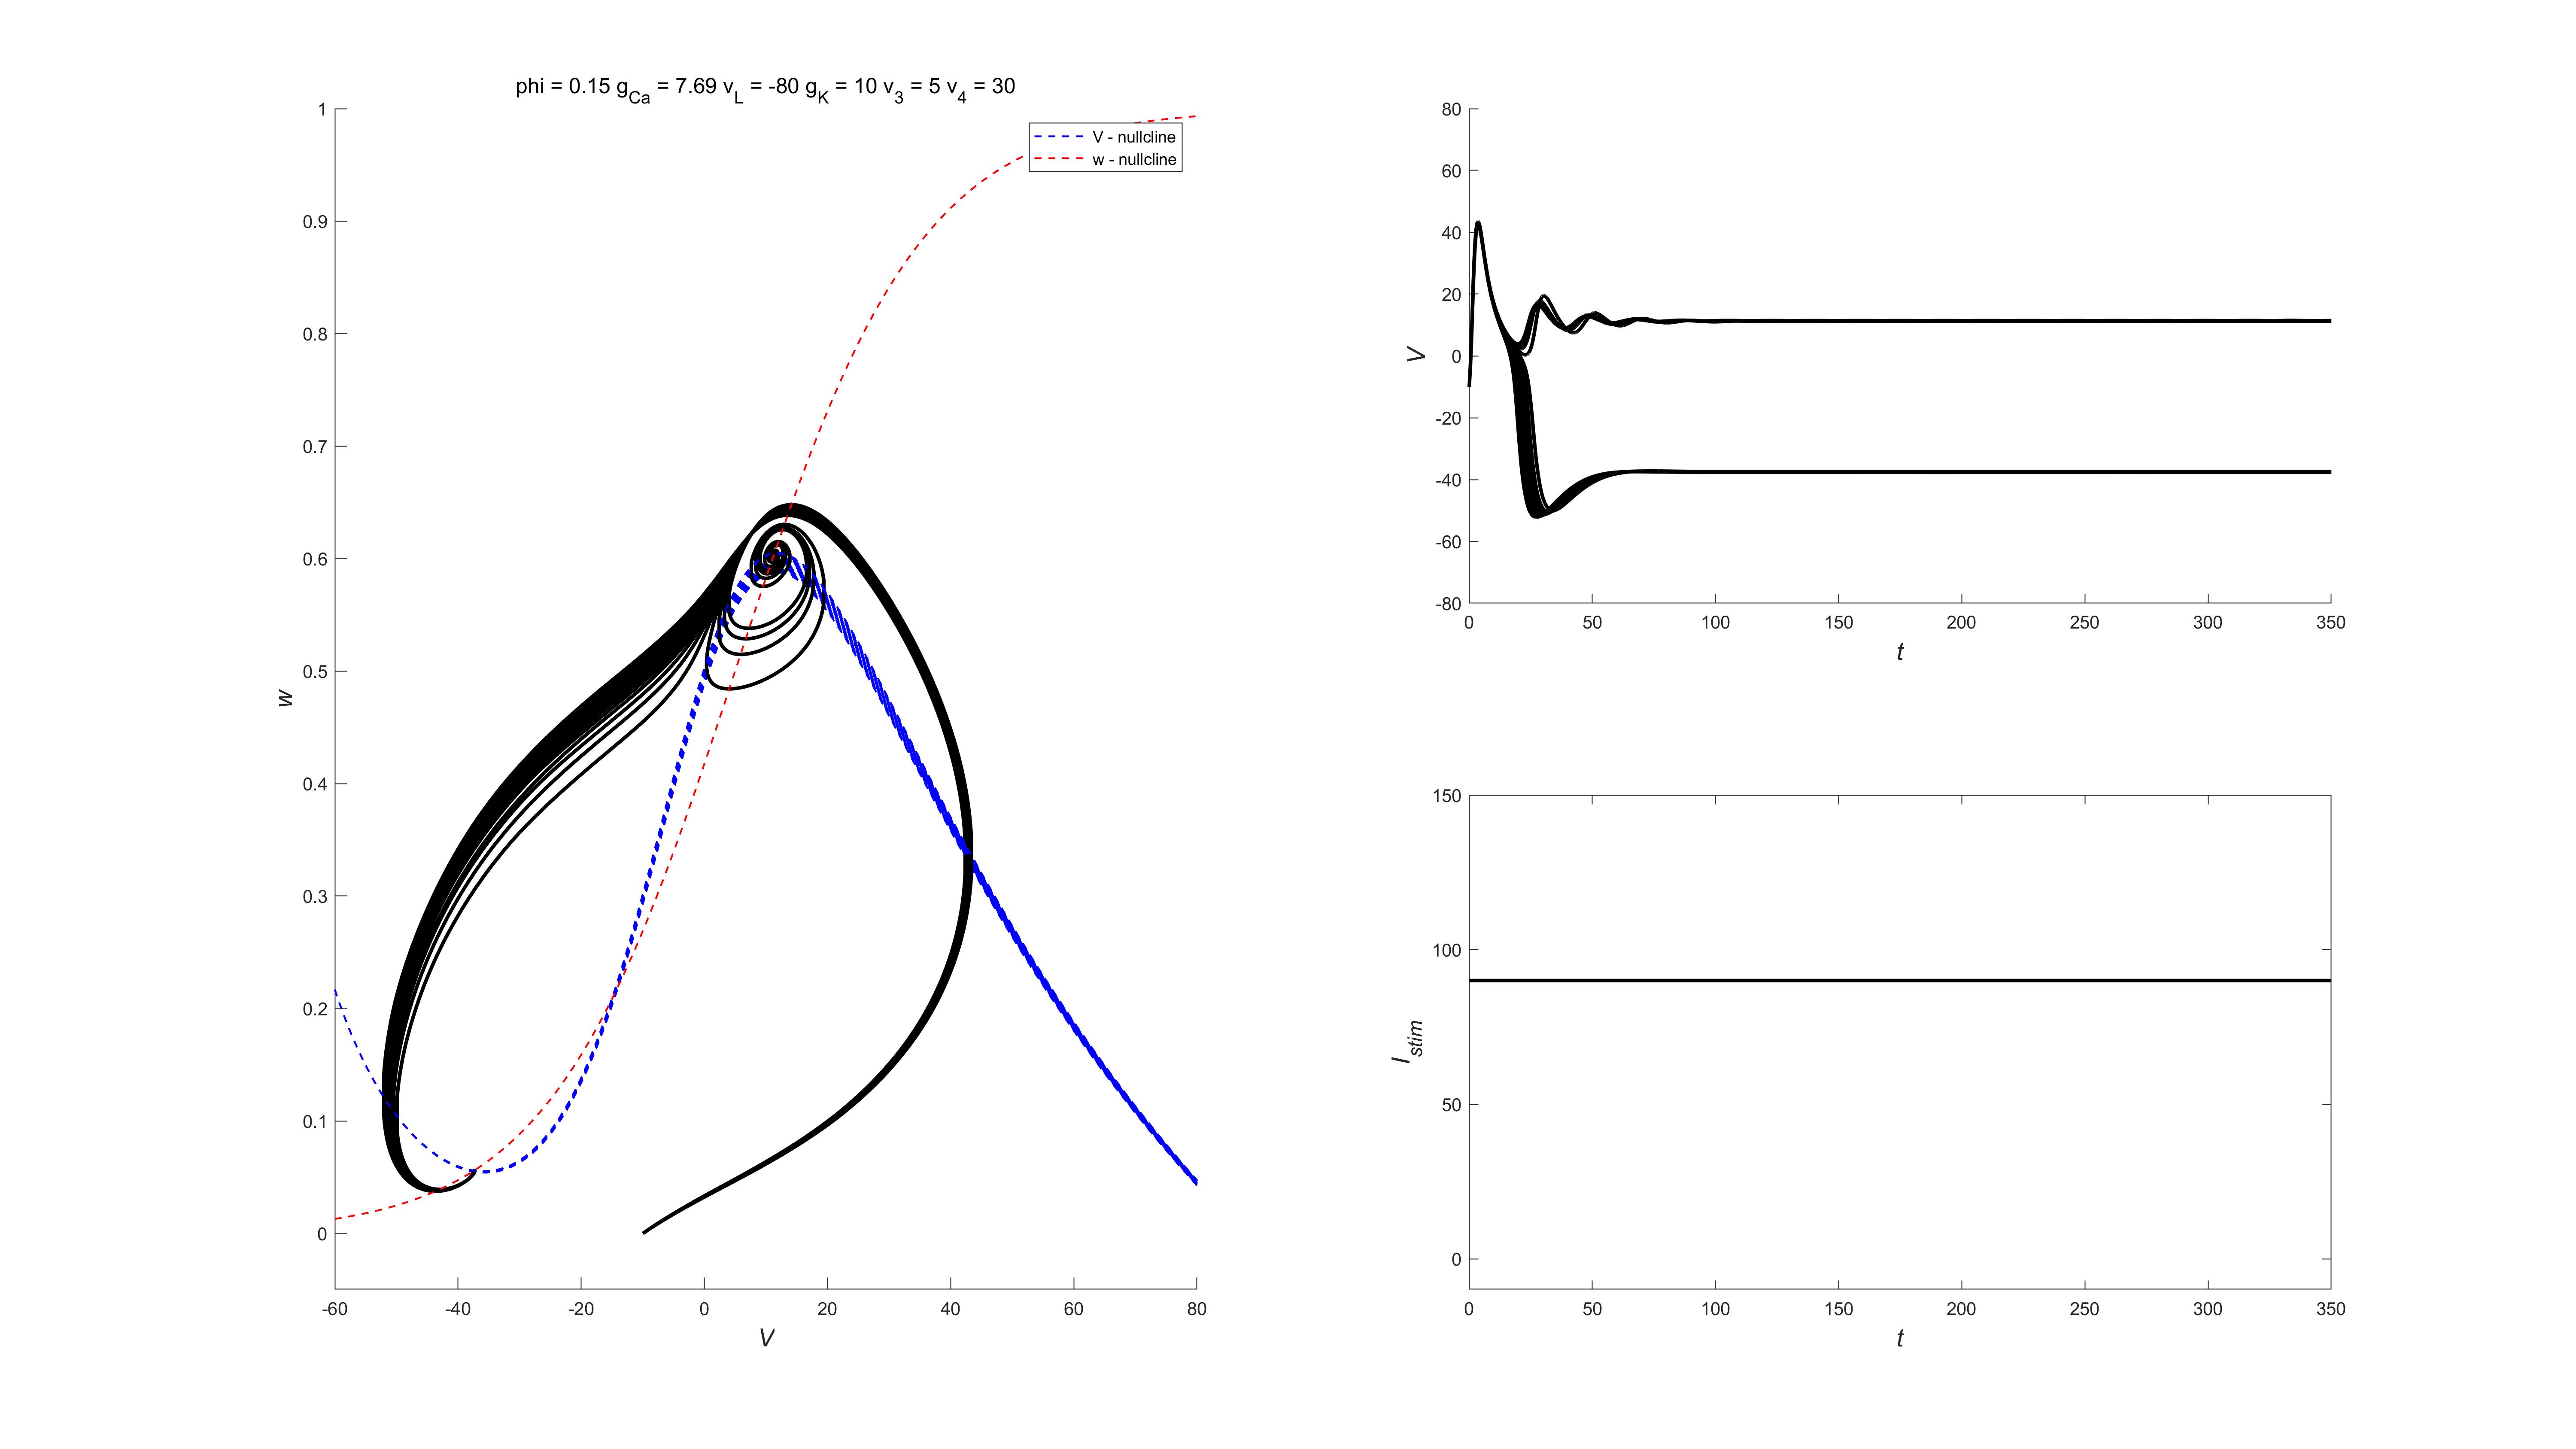 phi = 0.15 g_Ca = 7.69 v_L = -80 g_K = 10 v_3 = 5 v_4 = 30
V - nullcline
w - nullcline
1
0.9
0.8
0.7
0.6
0.5
0.4
0.3
0.2
0.1
0
w
-60 -40 -20 0 20 40 60 80
V
80
60
40
20
0
-20
-40
-60
-80
V
0 50 100 150 200 250 300 350
t
150
100
50
0
I_stim
0 50 100 150 200 250 300 350
t